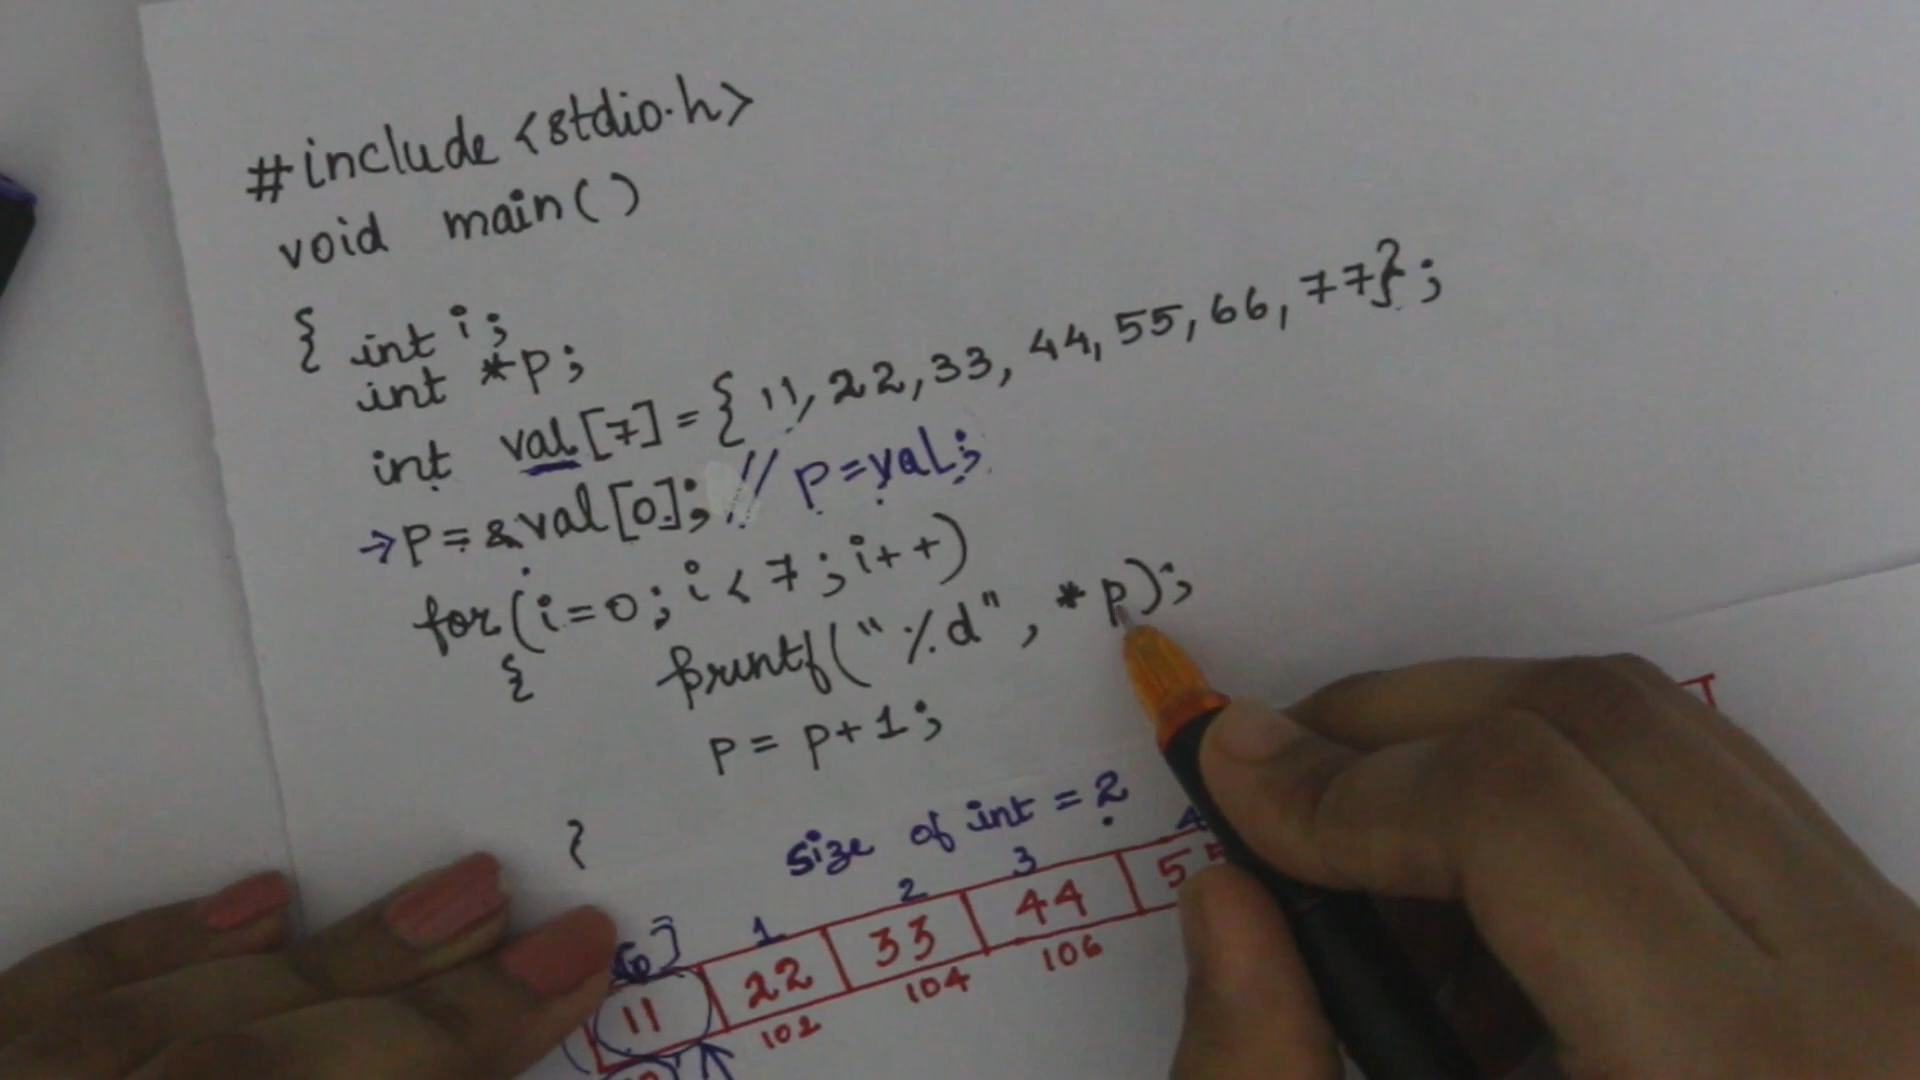 #include <stdio.h>
void main()
{ int i;
int *p;
int val[7] = { 11, 22, 33, 44, 55, 66, 77};
→ p = &val[0]; // p = val;
for(i=0; i<7; i++)
{ printf("%d", *p);
p = p+1;
}
size of int = 2
1 2 3 4
11 22 33 44
102 104 106